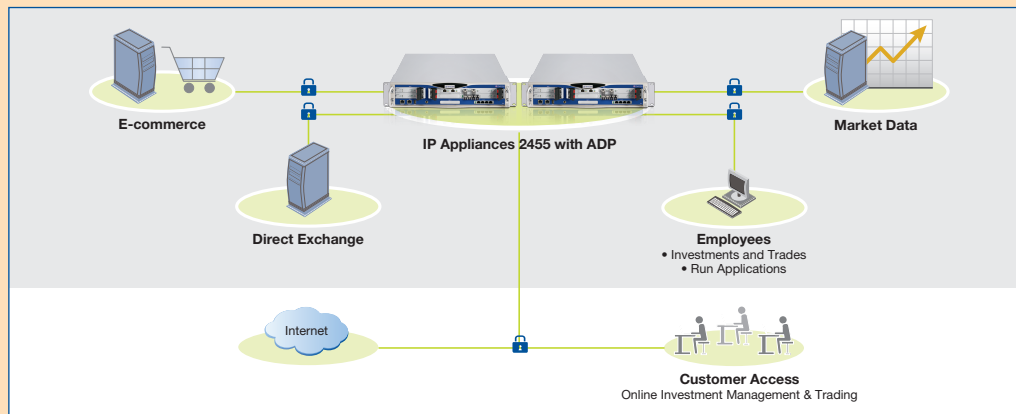 E-commerce
IP Appliances 2455 with ADP
Market Data
Direct Exchange
Employees
• Investments and Trades
• Run Applications
Internet
Customer Access
Online Investment Management & Trading